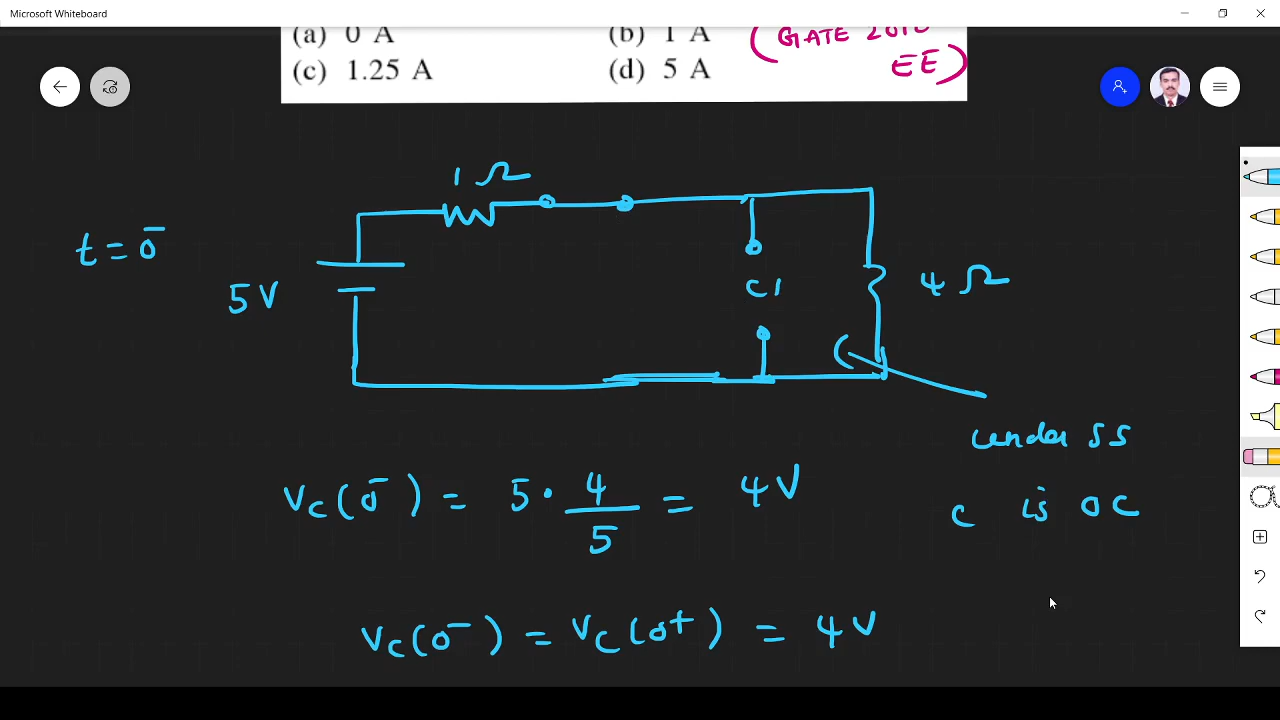 Microsoft Whiteboard
(a) 0 A (b) 1 A
(c) 1.25 A (d) 5 A
(GATE
EE)
1 Ω
t = 0⁻
5 V
C1
4 Ω
under SS
C is OC
Vc(0⁻) = 5 · 4/5 = 4V
Vc(0⁻) = Vc(0+) = 4V